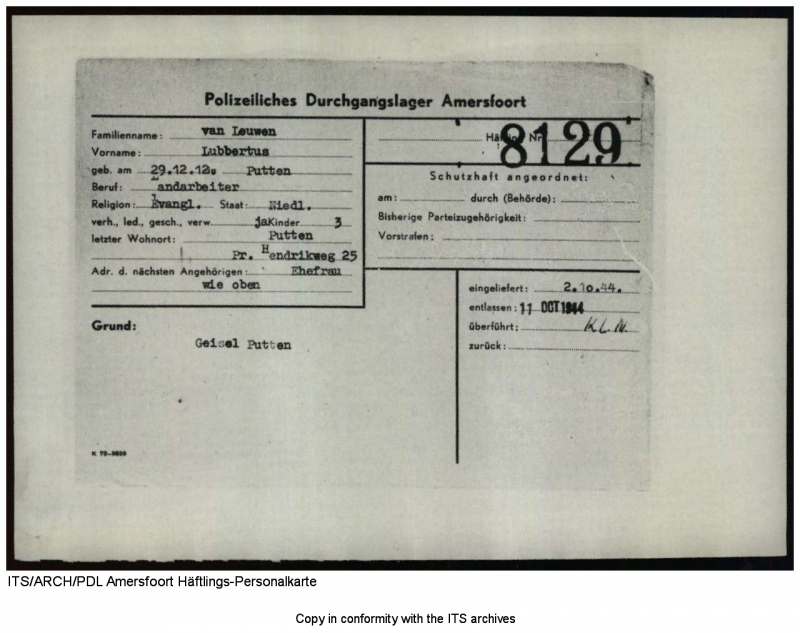 Polizeiliches Durchgangslager Amersfoort
Familienname: van Leuwen
Vorname: Lubbertus
geb. am 29.12.12. Putten
Beruf: andarbeiter
Religion: Evangl. Staat: Niedl.
verh., led., gesch., verw. ja Kinder 3
letzter Wohnort: Putten
Pr. Hendrikweg 25
Adr. d. nächsten Angehörigen: Ehefrau
wie oben
Nr. 8129
Schutzhaft angeordnet:
am: durch (Behörde):
Bisherige Parteizugehörigkeit:
Vorstrafen:
Grund:
Geisel Putten
eingeliefert: 2.10.44.
entlassen: 11 OCT 1944
überführt: K.L.N.
zurück:
ITS/ARCH/PDL Amersfoort Häftlings-Personalkarte
Copy in conformity with the ITS archives